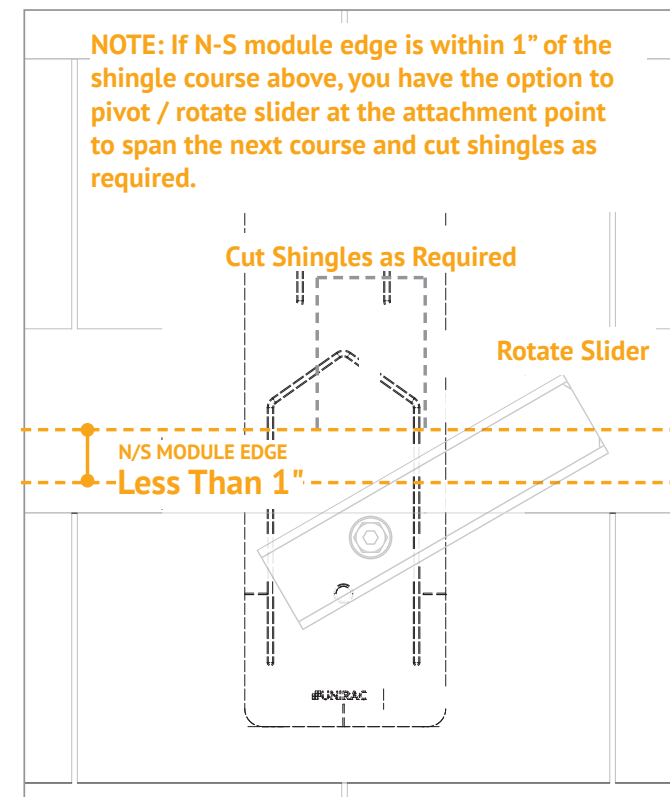 NOTE: If N-S module edge is within 1” of the
shingle course above, you have the option to
pivot / rotate slider at the attachment point
to span the next course and cut shingles as
required.
Cut Shingles as Required
Rotate Slider
N/S MODULE EDGE
Less Than 1"
UNIRAC